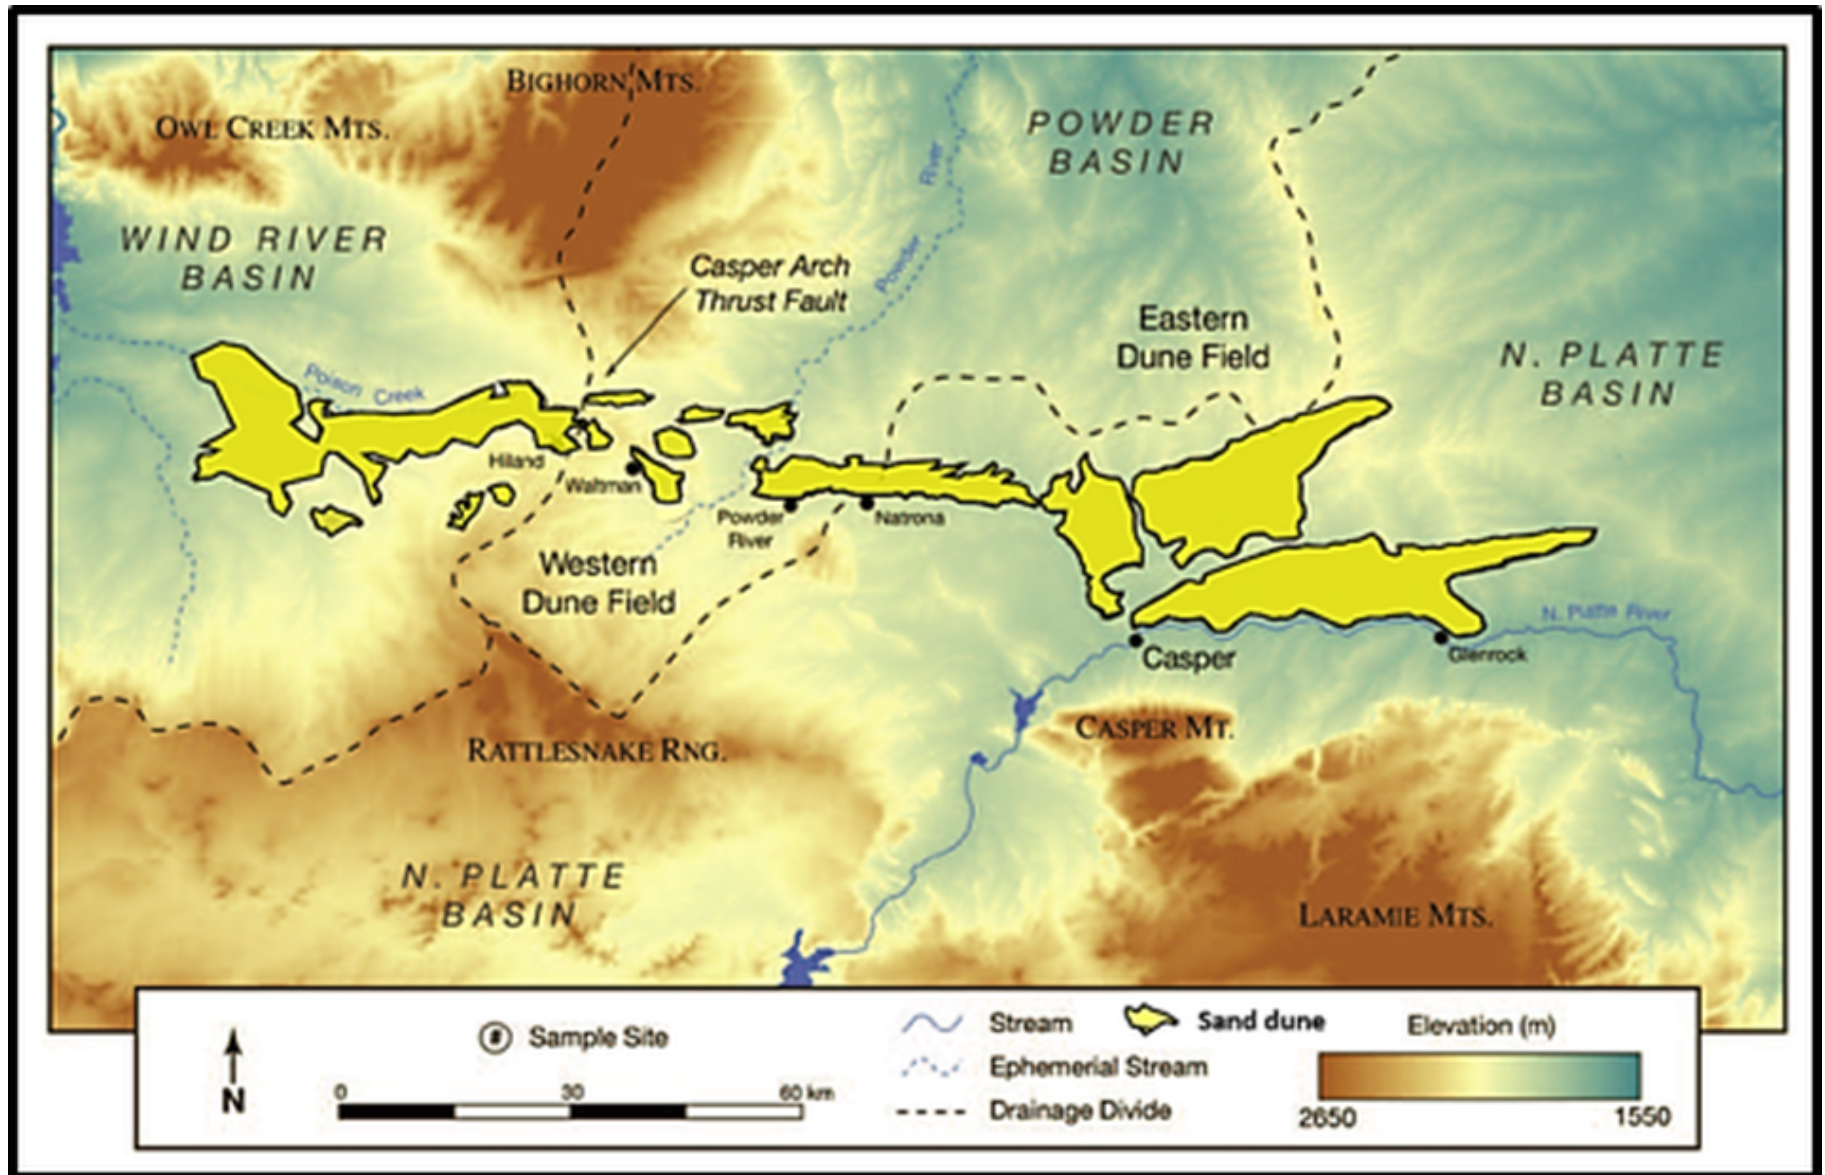 BIGHORN MTS.
OWL CREEK MTS.
POWDER
BASIN
River
Powder
WIND RIVER
BASIN
Casper Arch
Thrust Fault
Eastern
Dune Field
N. PLATTE
BASIN
Poison Creek
Hiland
Waltman
Powder
River
Natrona
Western
Dune Field
N. Platte River
Casper
Glenrock
CASPER MT.
RATTLESNAKE RNG.
N. PLATTE
BASIN
LARAMIE MTS.
N
# Sample Site
0 30 60 km
Stream
Ephemerial Stream
Drainage Divide
Sand dune
Elevation (m)
2650 1550